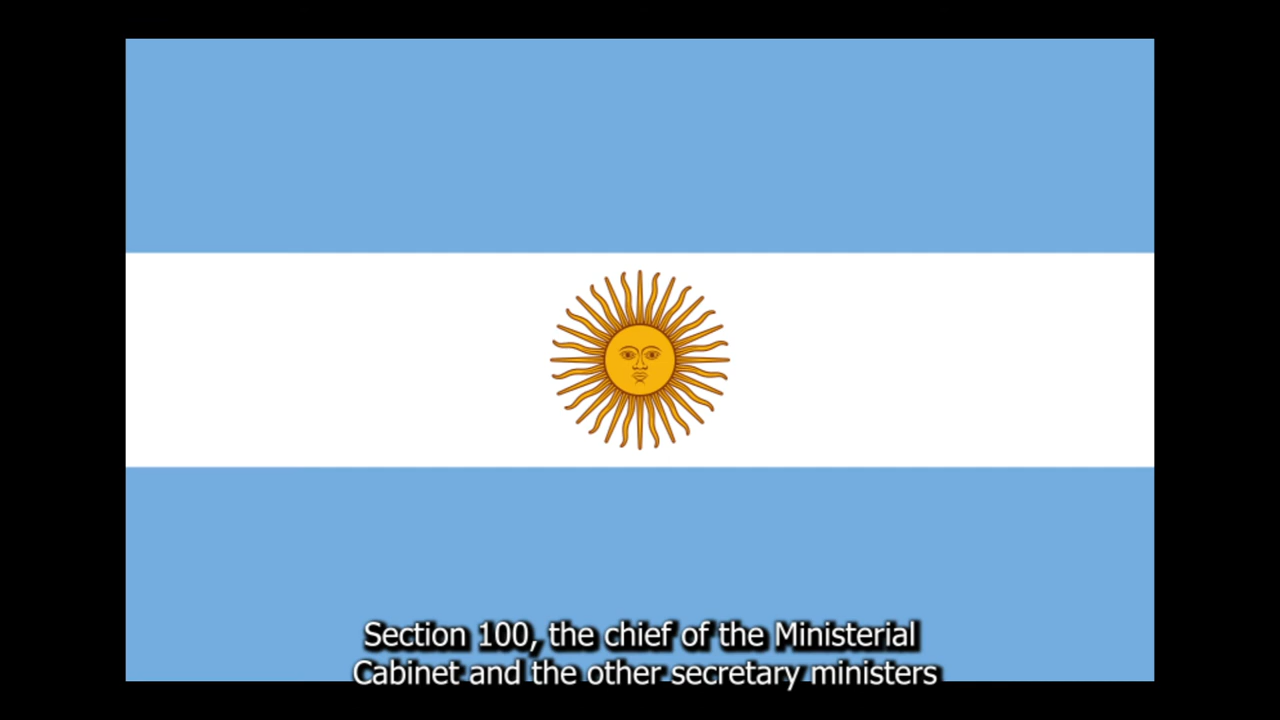 Section 100, the chief of the Ministerial
Cabinet and the other secretary ministers